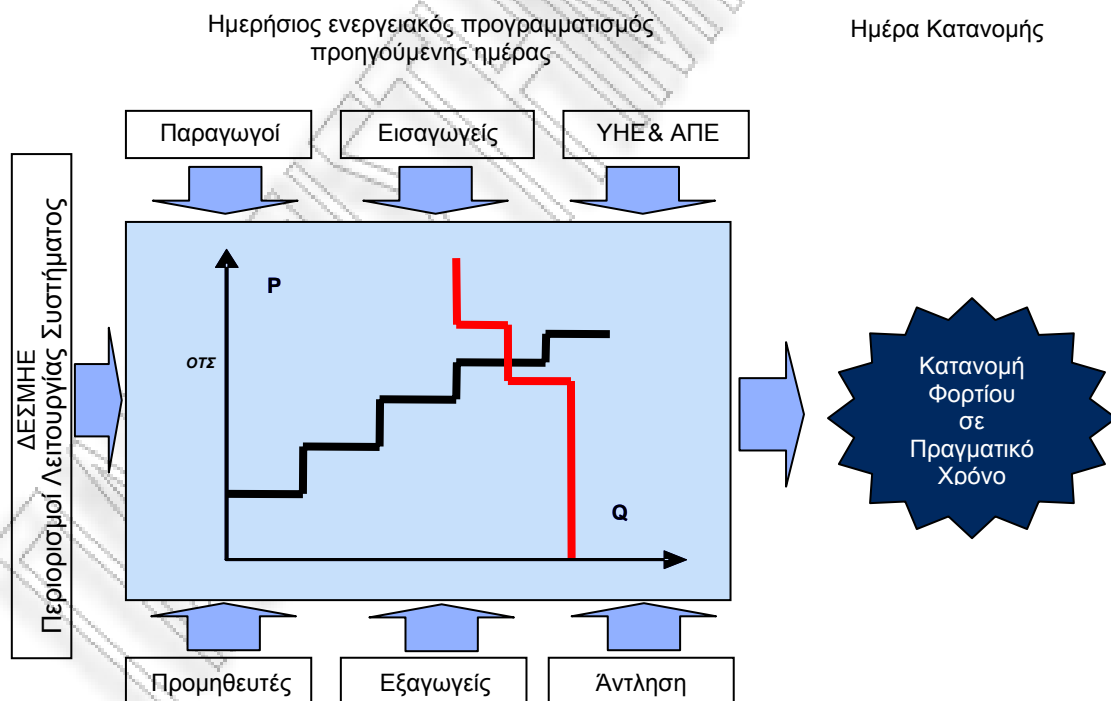 Ημερήσιος ενεργειακός προγραμματισμός
προηγούμενης ημέρας
Ημέρα Κατανομής
Παραγωγοί
Εισαγωγείς
ΥΗΕ& ΑΠΕ
ΔΕΣΜΗΕ
Περιορισμοί Λειτουργίας Συστήματος
P
ΟΤΣ
Q
Κατανομή
Φορτίου
σε
Πραγματικό
Χρόνο
Προμηθευτές
Εξαγωγείς
Άντληση